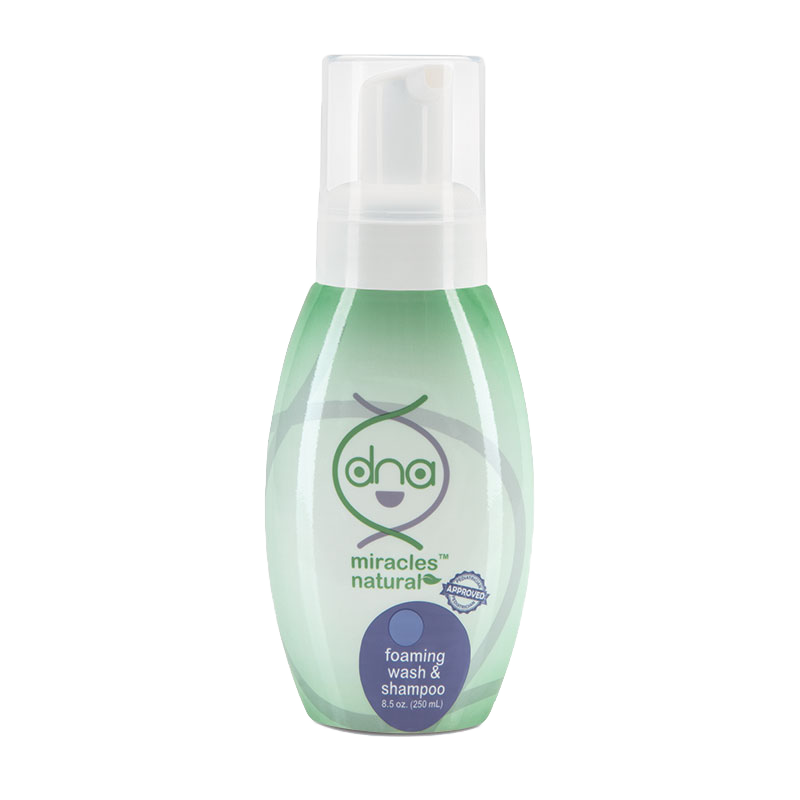 dna
miracles™
natural
APPROVED
foaming
wash &
shampoo
8.5 oz. (250 mL)